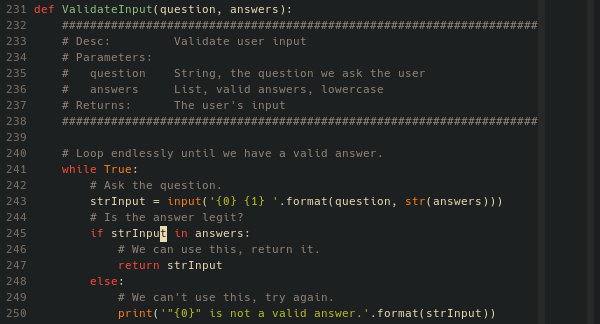 231 def ValidateInput(question, answers):
232     ####################################################################
233     # Desc:         Validate user input
234     # Parameters:
235     #   question    String, the question we ask the user
236     #   answers     List, valid answers, lowercase
237     # Returns:      The user's input
238     ####################################################################
239
240     # Loop endlessly until we have a valid answer.
241     while True:
242         # Ask the question.
243         strInput = input('{0} {1} '.format(question, str(answers)))
244         # Is the answer legit?
245         if strInput in answers:
246             # We can use this, return it.
247             return strInput
248         else:
249             # We can't use this, try again.
250             print('"{0}" is not a valid answer.'.format(strInput))